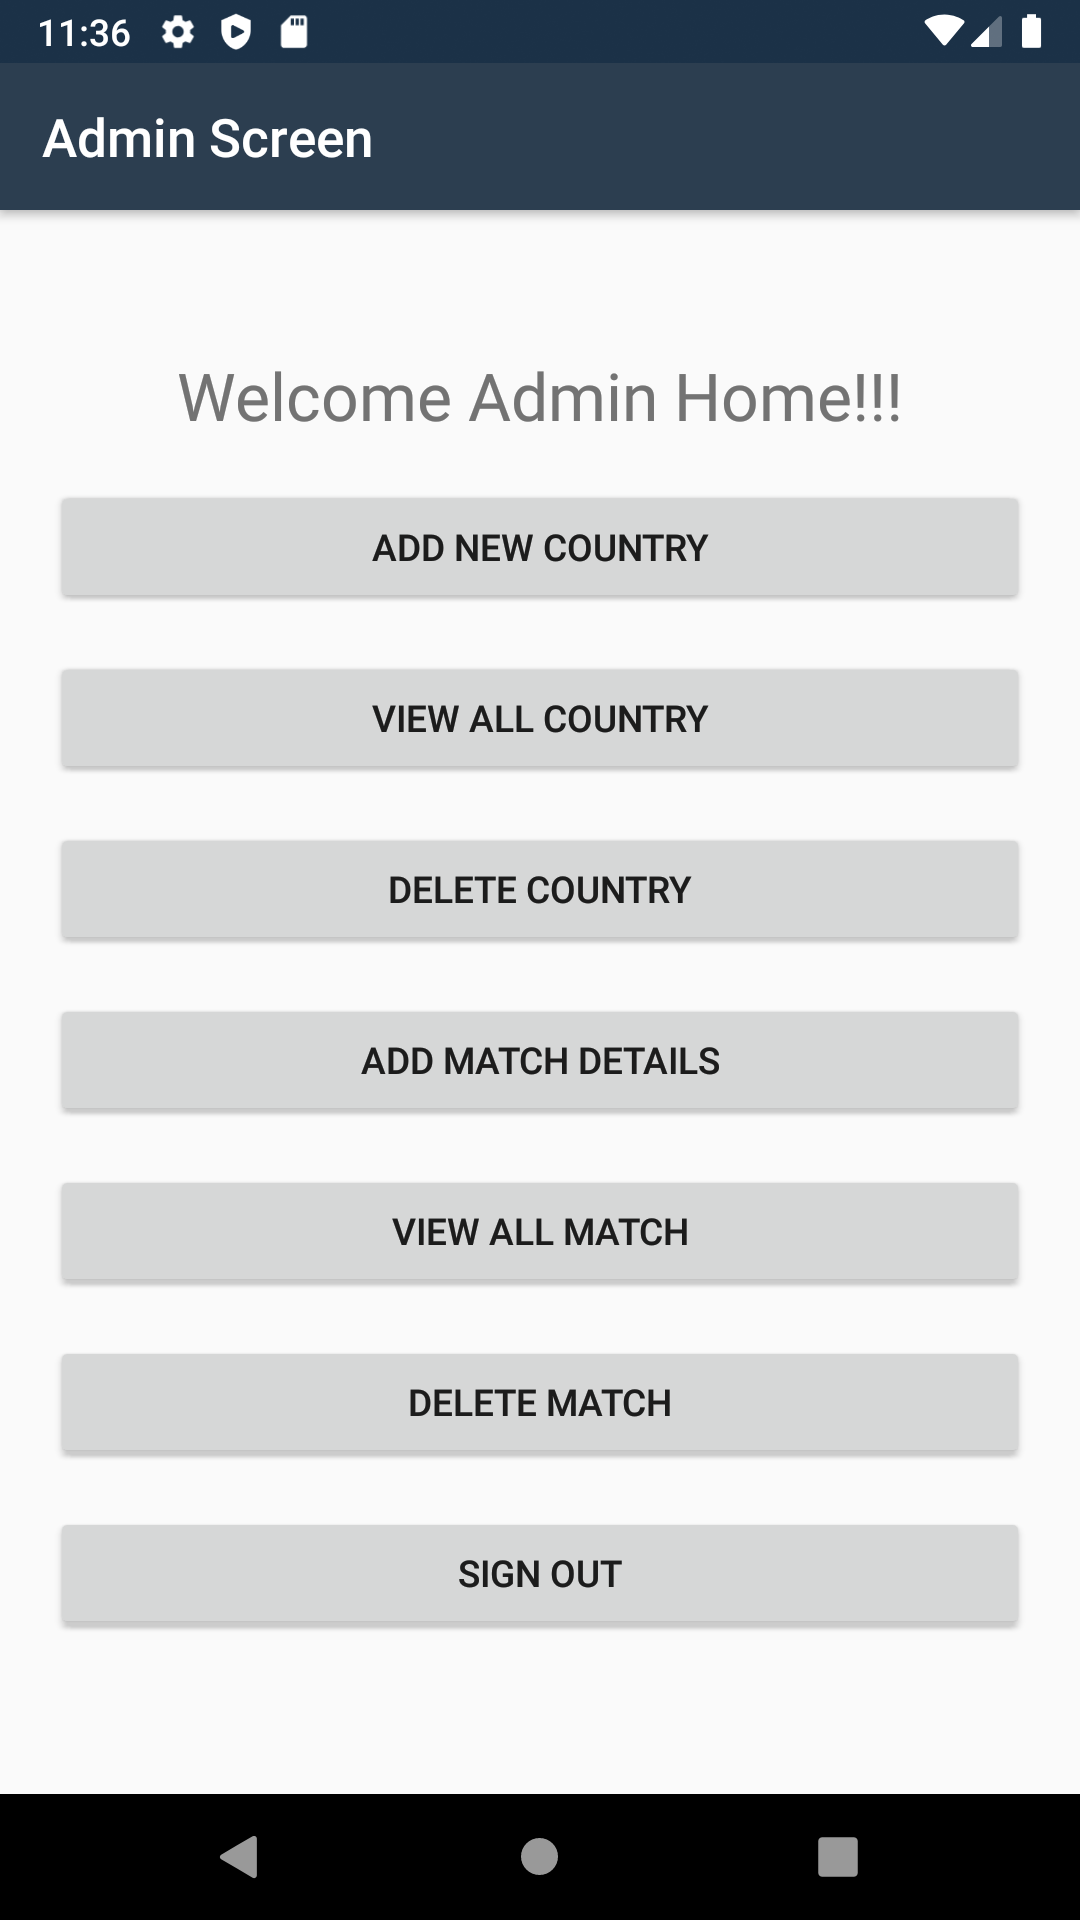 11:36
Admin Screen
Welcome Admin Home!!!
ADD NEW COUNTRY
VIEW ALL COUNTRY
DELETE COUNTRY
ADD MATCH DETAILS
VIEW ALL MATCH
DELETE MATCH
SIGN OUT